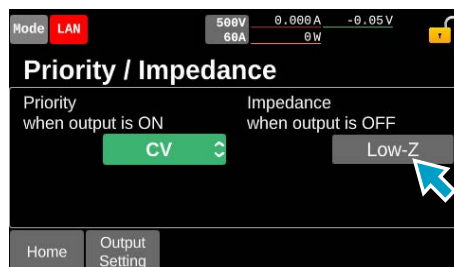 Mode LAN 500V 0.000A -0.05V
60A 0W
Priority / Impedance
Priority Impedance
when output is ON when output is OFF
CV Low-Z
Home Output
Setting